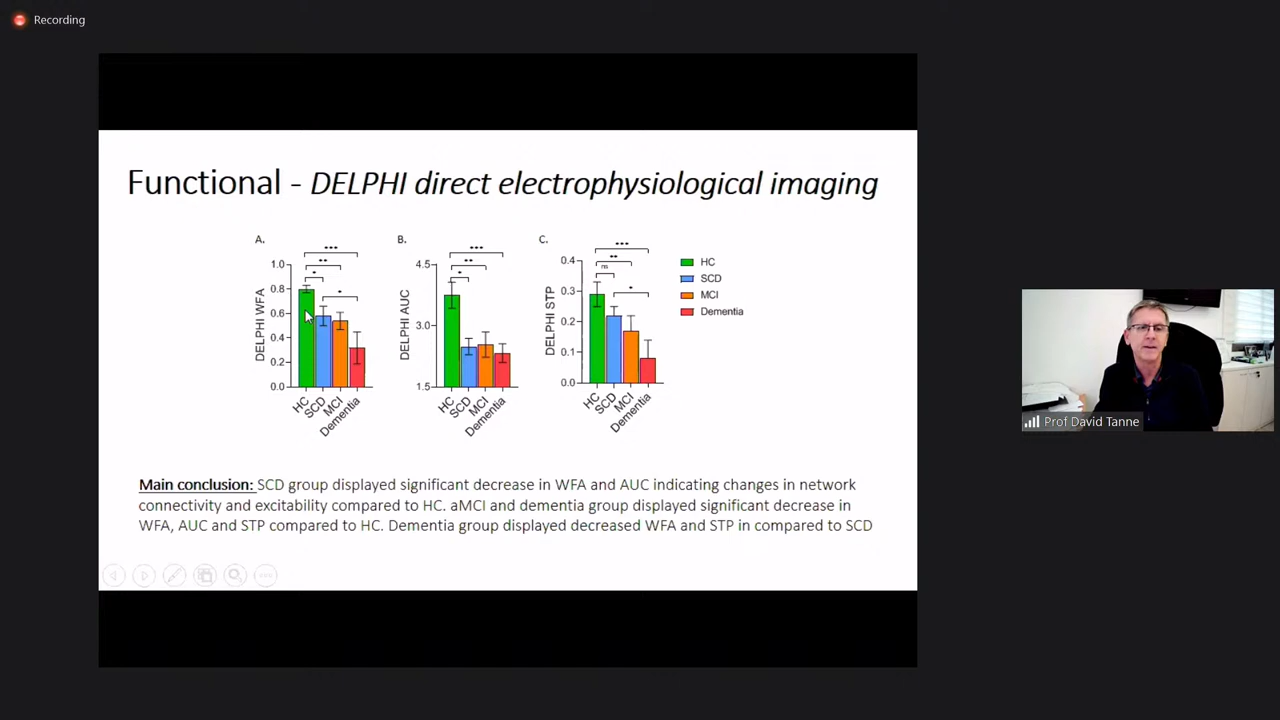 Recording
Functional - DELPHI direct electrophysiological imaging
A.
***
**
*
*
DELPHI WFA
1.0
0.8
0.6
0.4
0.2
0.0
HC
SCD
MCI
Dementia
B.
***
**
*
DELPHI AUC
4.5
3.0
1.5
HC
SCD
MCI
Dementia
C.
***
**
ns
*
DELPHI STP
0.4
0.3
0.2
0.1
0.0
HC
SCD
MCI
Dementia
HC
SCD
MCI
Dementia
Main conclusion: SCD group displayed significant decrease in WFA and AUC indicating changes in network
connectivity and excitability compared to HC. aMCI and dementia group displayed significant decrease in
WFA, AUC and STP compared to HC. Dementia group displayed decreased WFA and STP in compared to SCD
Prof David Tanne